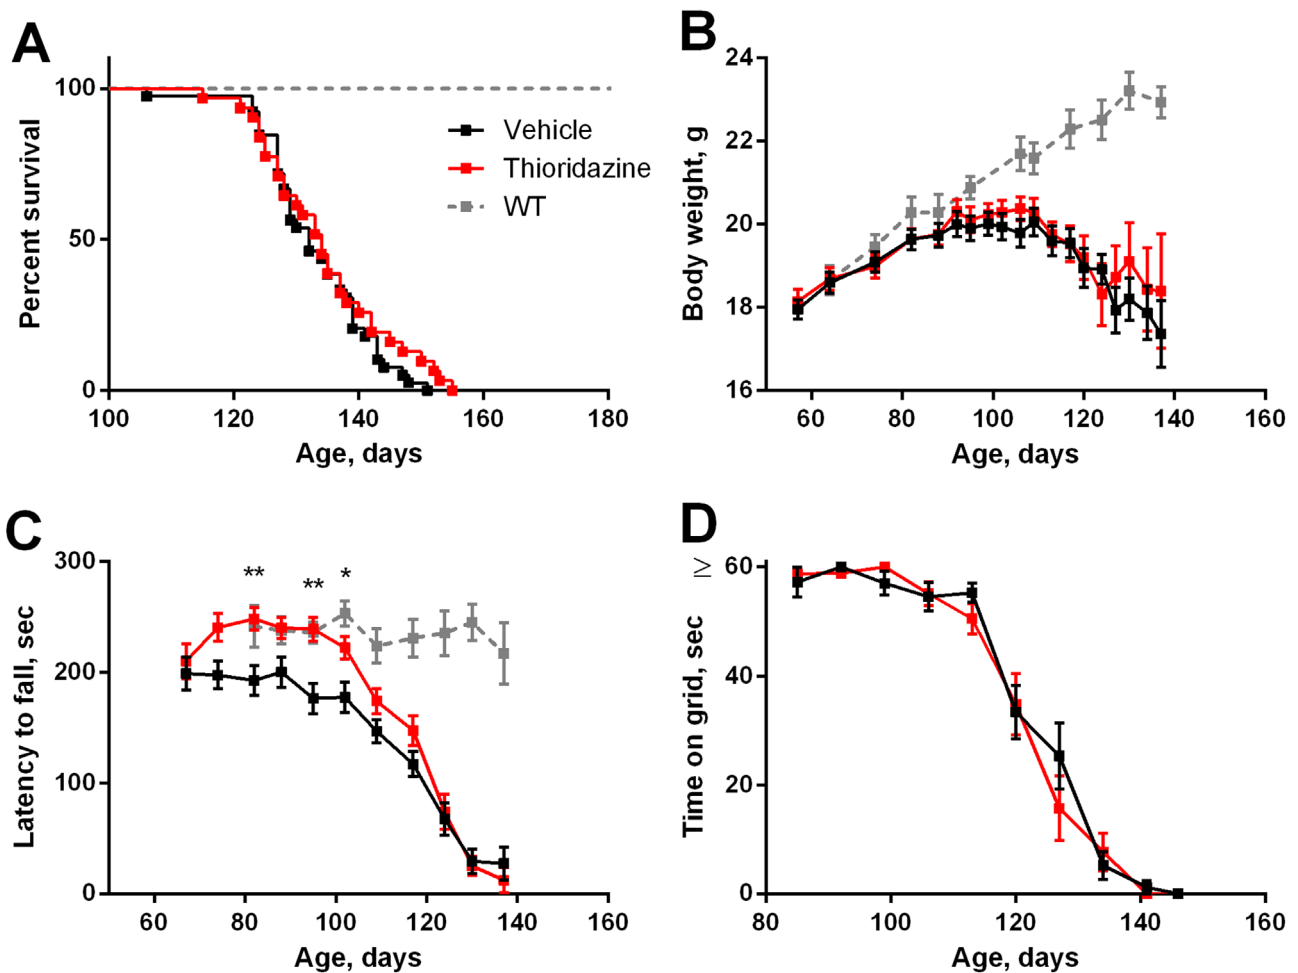 A
Percent survival
100
50
0
100 120 140 160 180
Age, days
Vehicle
Thioridazine
WT
B
Body weight, g
24
22
20
18
16
60 80 100 120 140 160
Age, days
C
Latency to fall, sec
300
200
100
0
** ** *
60 80 100 120 140 160
Age, days
D
Time on grid, sec
≥
60
40
20
0
80 100 120 140 160
Age, days